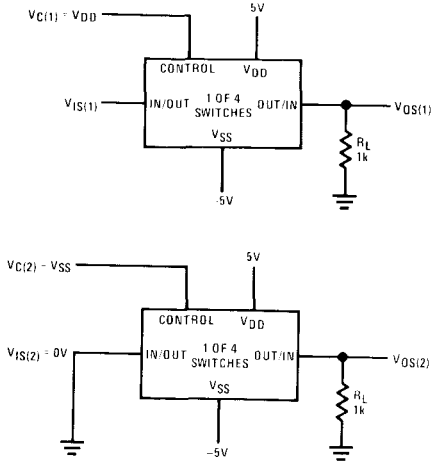 5V
VC(1) = VDD
CONTROL VDD
VIS(1) IN/OUT 1 OF 4 SWITCHES OUT/IN VOS(1)
VSS
RL
1k
-5V
VC(2) - VSS
5V
CONTROL VDD
VIS(2) = 0V IN/OUT 1 OF 4 SWITCHES OUT/IN VOS(2)
VSS
RL
1k
-5V